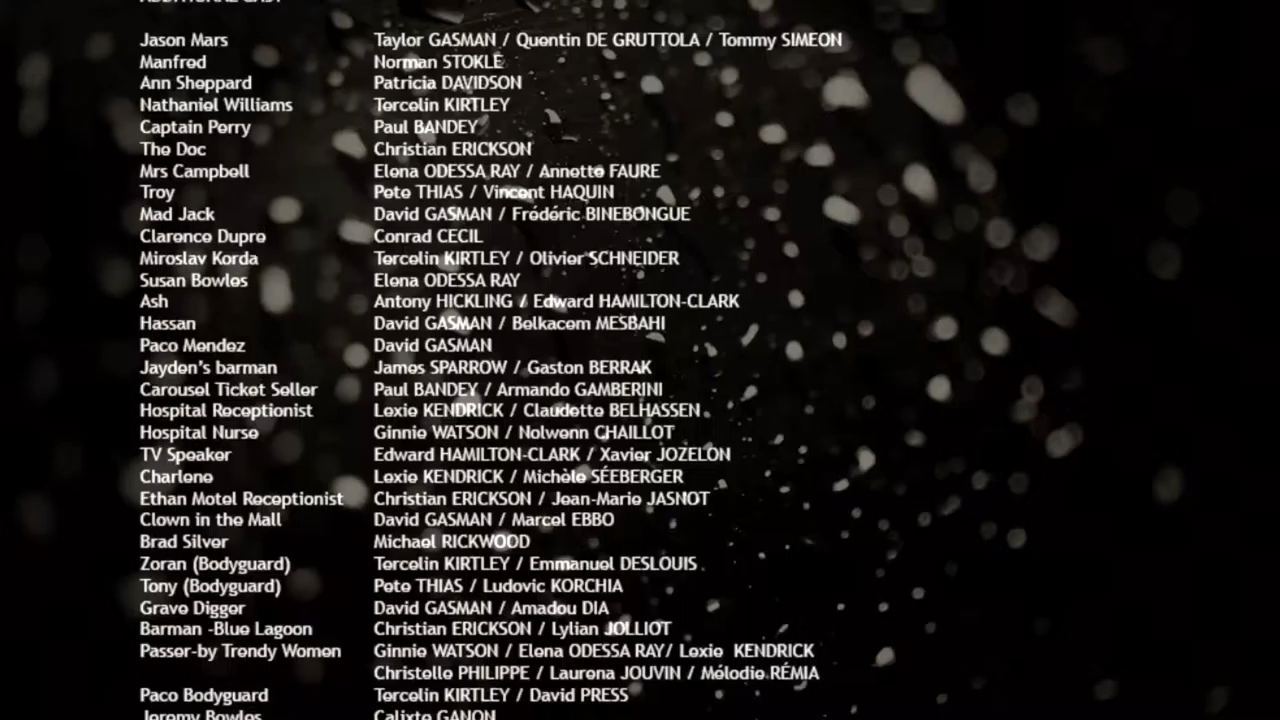 ADDITIONAL CAST
Jason Mars Taylor GASMAN / Quentin DE GRUTTOLA / Tommy SIMEON
Manfred Norman STOKLE
Ann Sheppard Patricia DAVIDSON
Nathaniel Williams Tercelin KIRTLEY
Captain Perry Paul BANDEY
The Doc Christian ERICKSON
Mrs Campbell Elena ODESSA RAY / Annette FAURE
Troy Pete THIAS / Vincent HAQUIN
Mad Jack David GASMAN / Frédéric BINEBONGUE
Clarence Dupre Conrad CECIL
Miroslav Korda Tercelin KIRTLEY / Olivier SCHNEIDER
Susan Bowles Elena ODESSA RAY
Ash Antony HICKLING / Edward HAMILTON-CLARK
Hassan David GASMAN / Belkacem MESBAHI
Paco Mendez David GASMAN
Jayden's barman James SPARROW / Gaston BERRAK
Carousel Ticket Seller Paul BANDEY / Armando GAMBERINI
Hospital Receptionist Lexie KENDRICK / Claudette BELHASSEN
Hospital Nurse Ginnie WATSON / Nolwenn CHAILLOT
TV Speaker Edward HAMILTON-CLARK / Xavier JOZELON
Charlene Lexie KENDRICK / Michèle SÉEBERGER
Ethan Motel Receptionist Christian ERICKSON / Jean-Marie JASNOT
Clown in the Mall David GASMAN / Marcel EBBO
Brad Silver Michael RICKWOOD
Zoran (Bodyguard) Tercelin KIRTLEY / Emmanuel DESLOUIS
Tony (Bodyguard) Pete THIAS / Ludovic KORCHIA
Grave Digger David GASMAN / Amadou DIA
Barman -Blue Lagoon Christian ERICKSON / Lylian JOLLIOT
Passer-by Trendy Women Ginnie WATSON / Elena ODESSA RAY/ Lexie KENDRICK
Christelle PHILIPPE / Laurena JOUVIN / Mélodie RÉMIA
Paco Bodyguard Tercelin KIRTLEY / David PRESS
Jeremy Bowles Calixte GANON